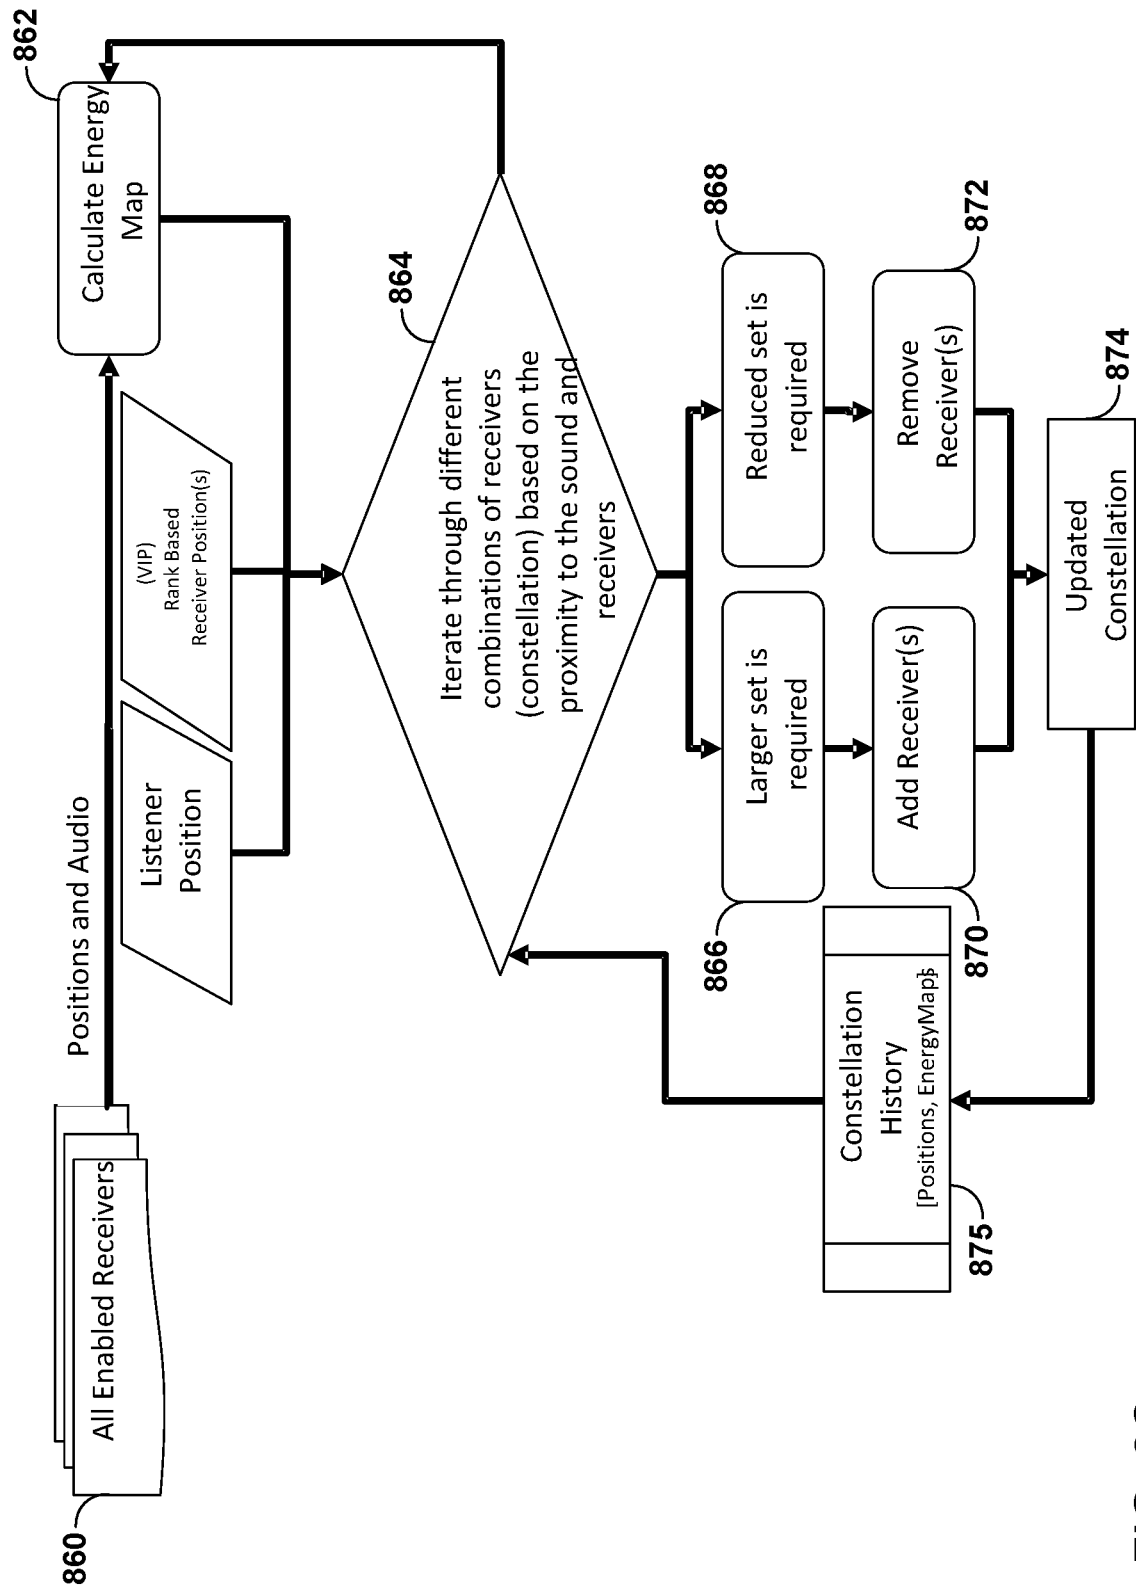 860
All Enabled Receivers
Positions and Audio
862
Calculate Energy
Map
Listener
Position
(VIP)
Rank Based
Receiver Position(s)
864
Iterate through different
combinations of receivers
(constellation) based on the
proximity to the sound and
receivers
866
Larger set is
required
868
Reduced set is
required
870
Add Receiver(s)
872
Remove
Receiver(s)
874
Updated
Constellation
875
Constellation
History
[Positions, EnergyMap]s